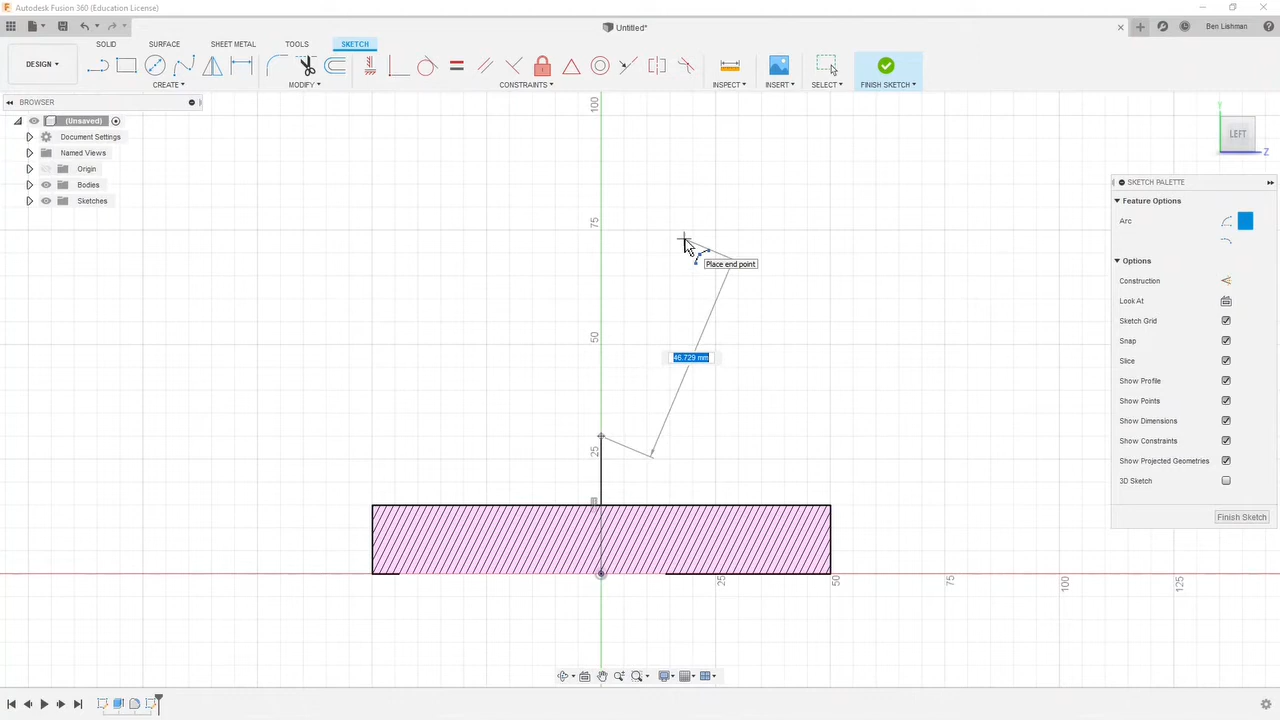 Autodesk Fusion 360 (Education License)
Untitled*
Ben Lishman
DESIGN
SOLID
SURFACE
SHEET METAL
TOOLS
SKETCH
CREATE
MODIFY
CONSTRAINTS
INSPECT
INSERT
SELECT
FINISH SKETCH
BROWSER
(Unsaved)
Document Settings
Named Views
Origin
Bodies
Sketches
100
75
50
25
25
50
75
100
125
Place end point
46.729 mm
Y
LEFT
Z
SKETCH PALETTE
Feature Options
Arc
Options
Construction
Look At
Sketch Grid
Snap
Slice
Show Profile
Show Points
Show Dimensions
Show Constraints
Show Projected Geometries
3D Sketch
Finish Sketch